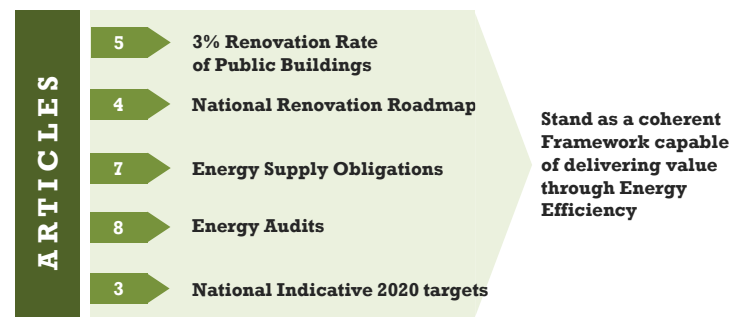 ARTICLES
5
3% Renovation Rate
of Public Buildings
4
National Renovation Roadmap
7
Energy Supply Obligations
8
Energy Audits
3
National Indicative 2020 targets
Stand as a coherent
Framework capable
of delivering value
through Energy
Efficiency